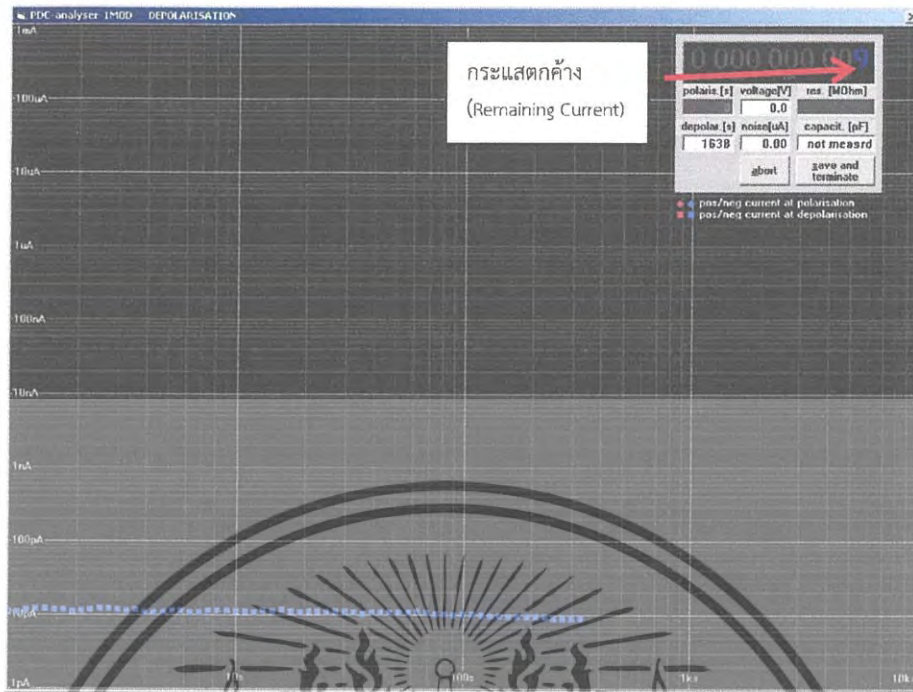 PDC-analyser-1MOD DEPOLARISATION
1mA
กระแสตกค้าง
(Remaining Current)
polaris.[s] voltage[V] res. [MOhm]
0.0
100uA
depolar.[s] noise[uA] capacit. [pF]
1638 0.00 not measrd
abort save and
terminate
10uA
pos/neg current at polarisation
pos/neg current at depolarisation
1uA
100nA
10nA
1nA
100pA
10pA
1pA
10s 100s 1ks 10k